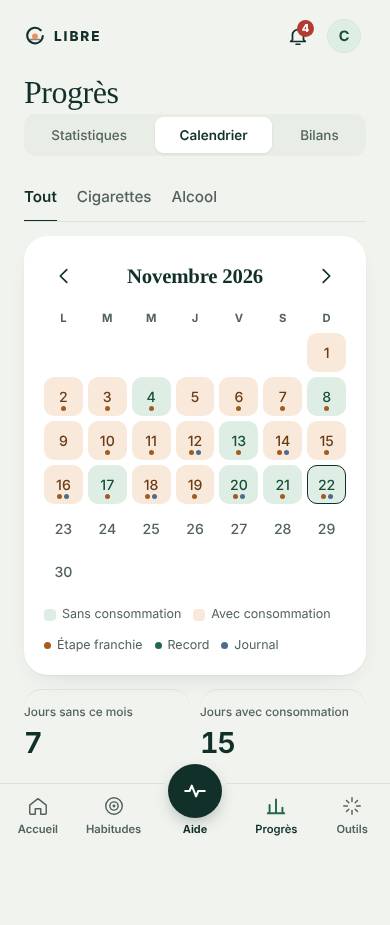 LIBRE
4
C
Progrès
Statistiques Calendrier Bilans
Tout Cigarettes Alcool
Novembre 2026
L M M J V S D
1
2 3 4 5 6 7 8
9 10 11 12 13 14 15
16 17 18 19 20 21 22
23 24 25 26 27 28 29
30
Sans consommation Avec consommation
Étape franchie Record Journal
Jours sans ce mois Jours avec consommation
7 15
Accueil Habitudes Aide Progrès Outils